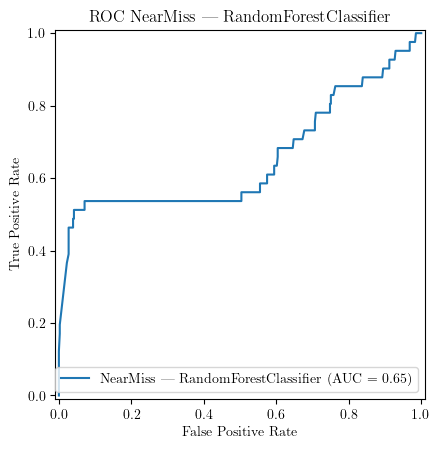 ROC NearMiss — RandomForestClassifier
True Positive Rate
1.0
0.8
0.6
0.4
0.2
0.0
NearMiss — RandomForestClassifier (AUC = 0.65)
0.0 0.2 0.4 0.6 0.8 1.0
False Positive Rate